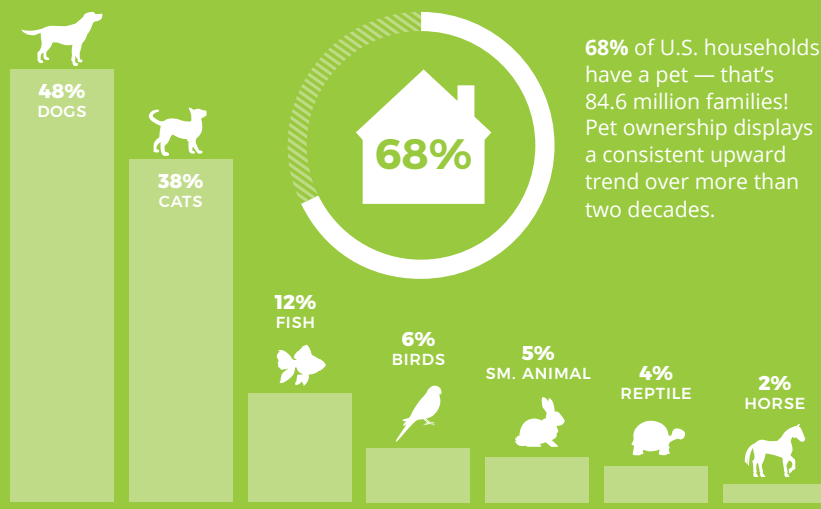 48%
DOGS
38%
CATS
12%
FISH
6%
BIRDS
5%
SM. ANIMAL
4%
REPTILE
2%
HORSE
68%
68% of U.S. households
have a pet — that's
84.6 million families!
Pet ownership displays
a consistent upward
trend over more than
two decades.